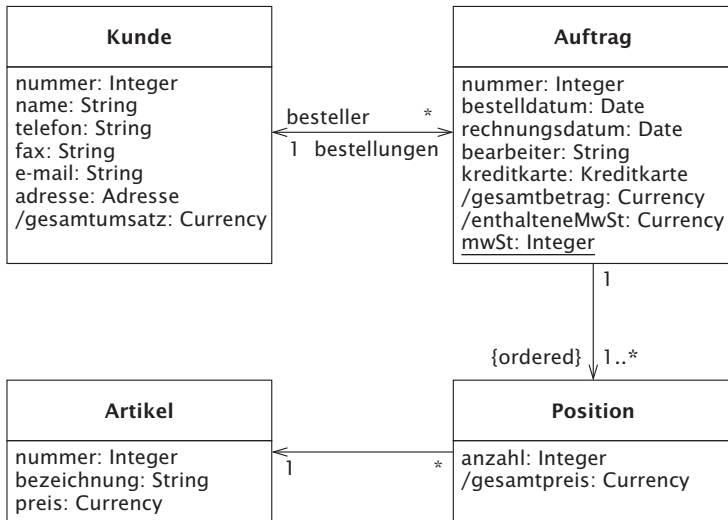 Kunde
nummer: Integer
name: String
telefon: String
fax: String
e-mail: String
adresse: Adresse
/gesamtumsatz: Currency
besteller *
1 bestellungen
Auftrag
nummer: Integer
bestelldatum: Date
rechnungsdatum: Date
bearbeiter: String
kreditkarte: Kreditkarte
/gesamtbetrag: Currency
/enthalteneMwSt: Currency
mwSt: Integer
1
{ordered} 1..*
Artikel
nummer: Integer
bezeichnung: String
preis: Currency
1 *
Position
anzahl: Integer
/gesamtpreis: Currency